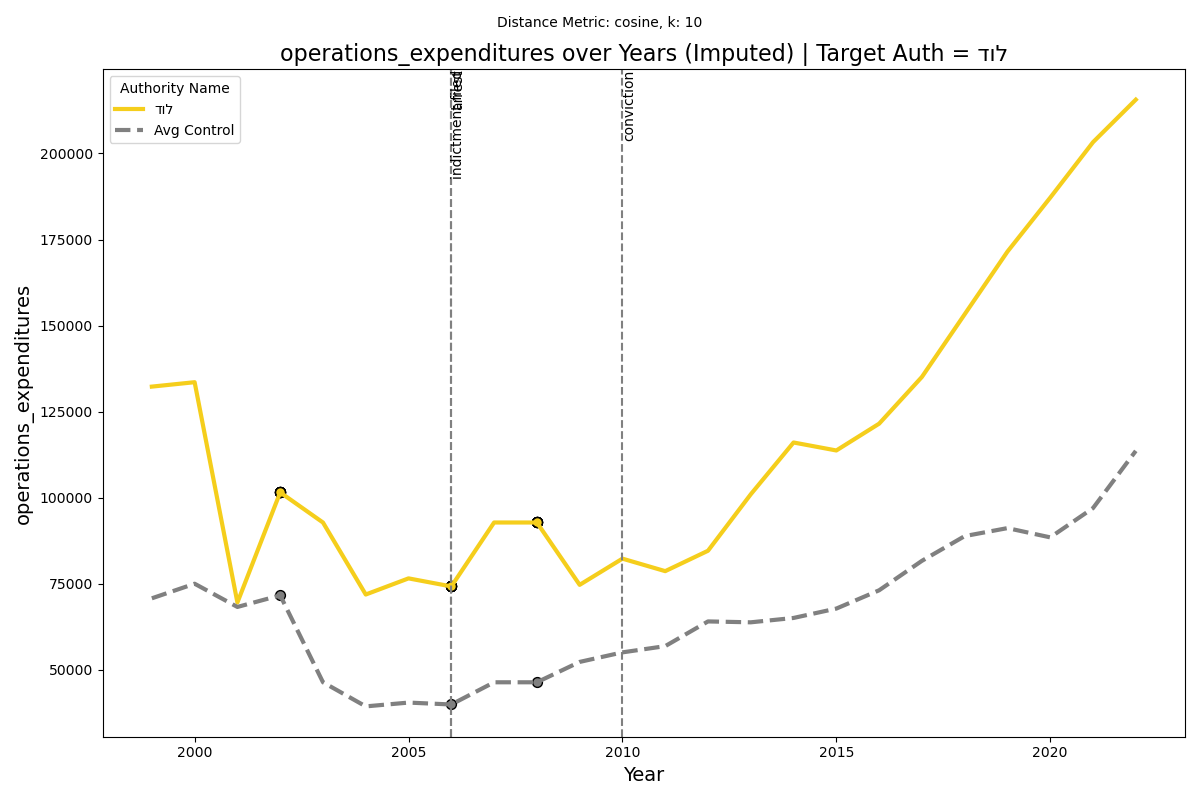 Distance Metric: cosine, k: 10
operations_expenditures over Years (Imputed) | Target Auth = לוד
Authority Name
לוד
Avg Control
indictment
conviction
operations_expenditures
200000
175000
150000
125000
100000
75000
50000
2000
2005
2010
2015
2020
Year